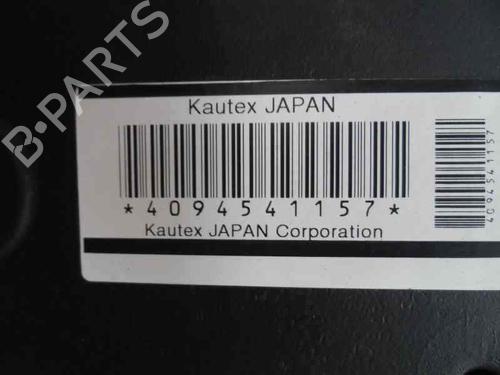 Kautex JAPAN
*4094541157*
Kautex JAPAN Corporation
4094541157
B-PARTS